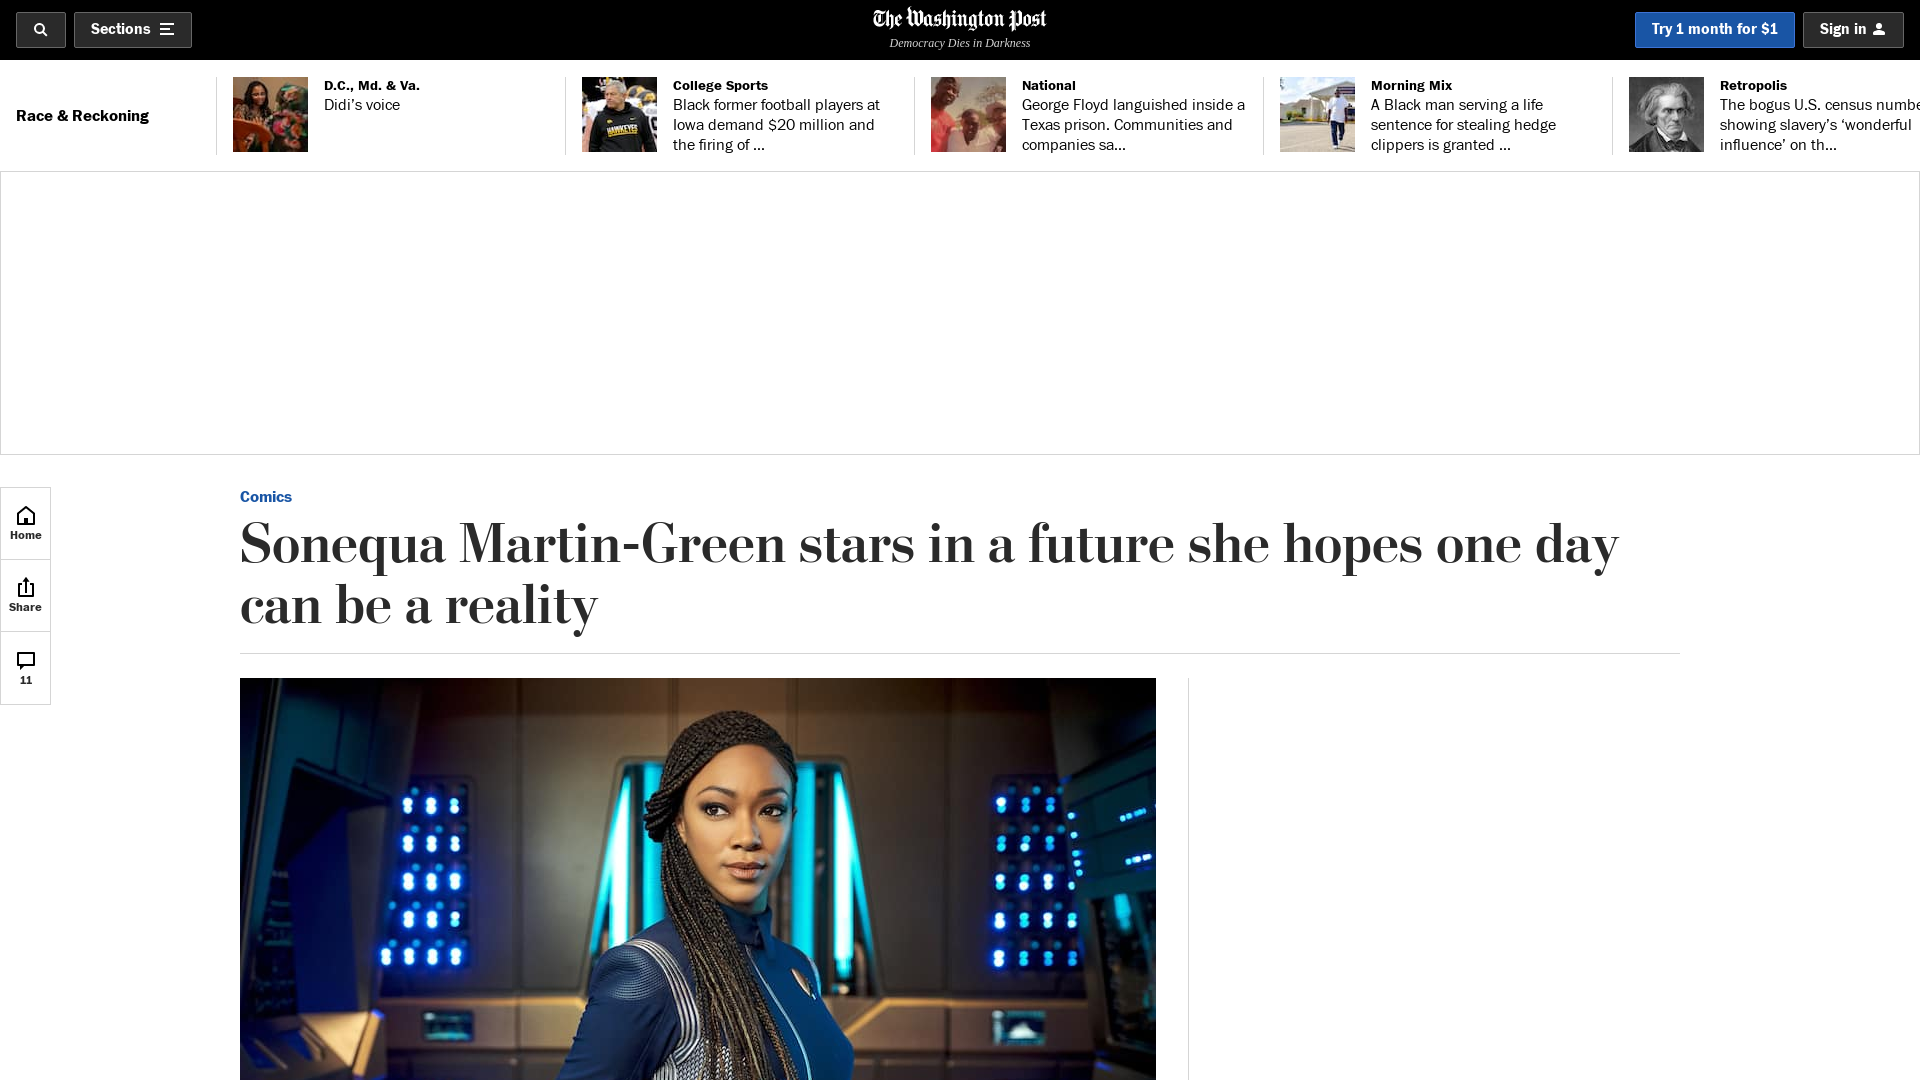 Sections
The Washington Post
Democracy Dies in Darkness
Try 1 month for $1
Sign in
Race & Reckoning
D.C., Md. & Va.
Didi’s voice
College Sports
Black former football players at
Iowa demand $20 million and
the firing of ...
National
George Floyd languished inside a
Texas prison. Communities and
companies sa...
Morning Mix
A Black man serving a life
sentence for stealing hedge
clippers is granted ...
Retropolis
The bogus U.S. census numbe
showing slavery’s ‘wonderful
influence’ on th...
Home
Share
11
Comics
Sonequa Martin-Green stars in a future she hopes one day
can be a reality
HAWKEYES